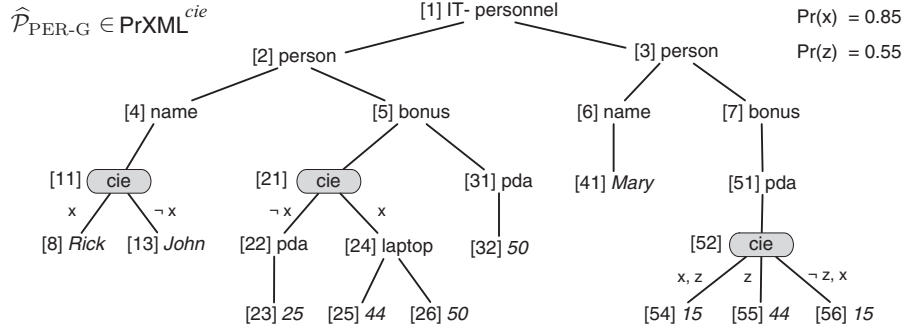 P̂PER-G ∈ PrXML^cie
[1] IT- personnel
Pr(x) = 0.85
Pr(z) = 0.55
[2] person
[3] person
[4] name
[5] bonus
[6] name
[7] bonus
[11] cie
[21] cie
[31] pda
[41] Mary
[51] pda
x
¬ x
¬ x
x
[8] Rick
[13] John
[22] pda
[24] laptop
[32] 50
[52] cie
x, z
z
¬ z, x
[23] 25
[25] 44
[26] 50
[54] 15
[55] 44
[56] 15